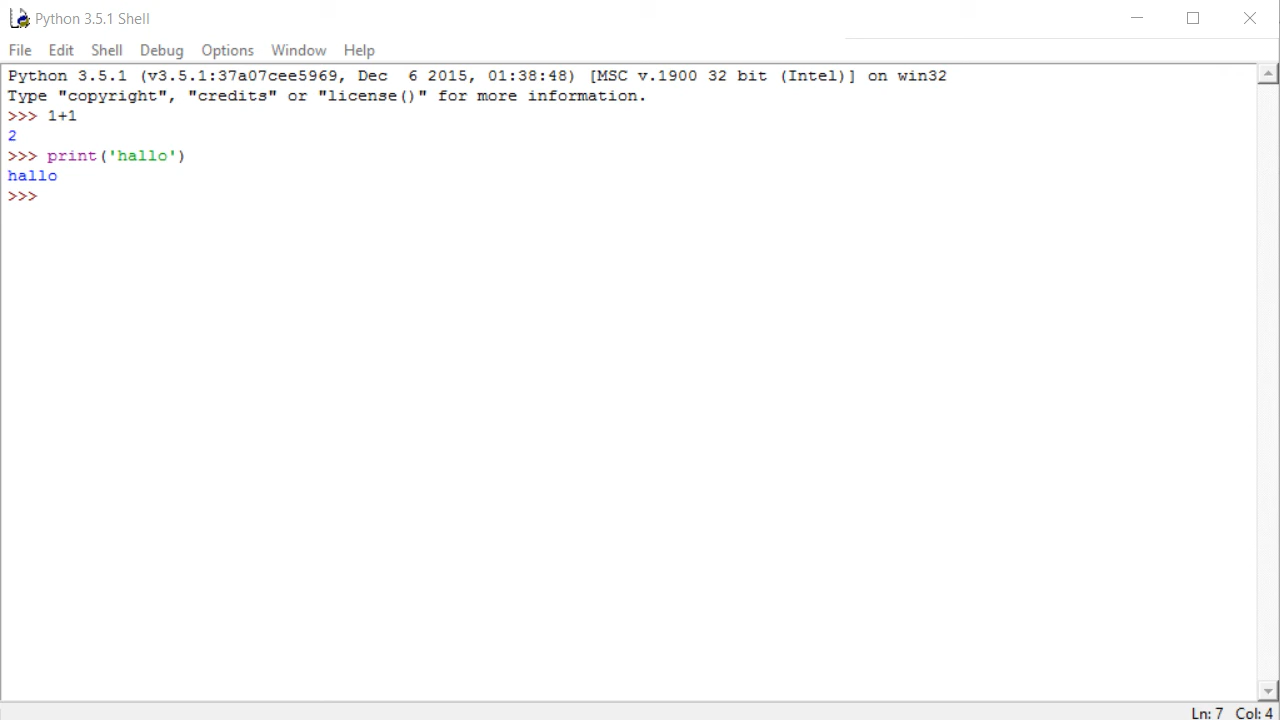 Python 3.5.1 Shell
File Edit Shell Debug Options Window Help
Python 3.5.1 (v3.5.1:37a07cee5969, Dec  6 2015, 01:38:48) [MSC v.1900 32 bit (Intel)] on win32
Type "copyright", "credits" or "license()" for more information.
>>> 1+1
2
>>> print('hallo')
hallo
>>>
Ln: 7 Col: 4